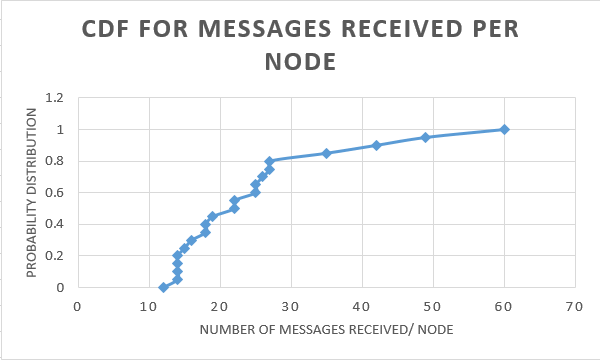 CDF FOR MESSAGES RECEIVED PER
NODE
PROBABILITY DISTRIBUTION
1.2
1
0.8
0.6
0.4
0.2
0
0 10 20 30 40 50 60 70
NUMBER OF MESSAGES RECEIVED/ NODE